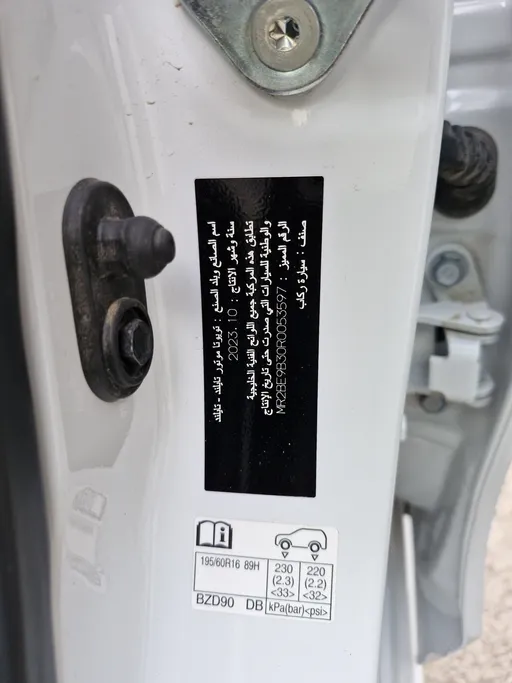 اسم الصانع وبلد الصنع : تويوتا موتور تايلند - تايلند
سنة وشهر الانتاج : 2023.10
تطابق هذه المركبة جميع اللوائح الفنية الخليجية
والوطنية للسيارات التي صدرت حتى تاريخ الإنتاج
الرقم المميز : MR2BE9B30R0053597
صنف : سيارة ركاب
195/60R16 89H
230 220
(2.3) (2.2)
<33> <32>
BZD90 DB kPa(bar)<psi>